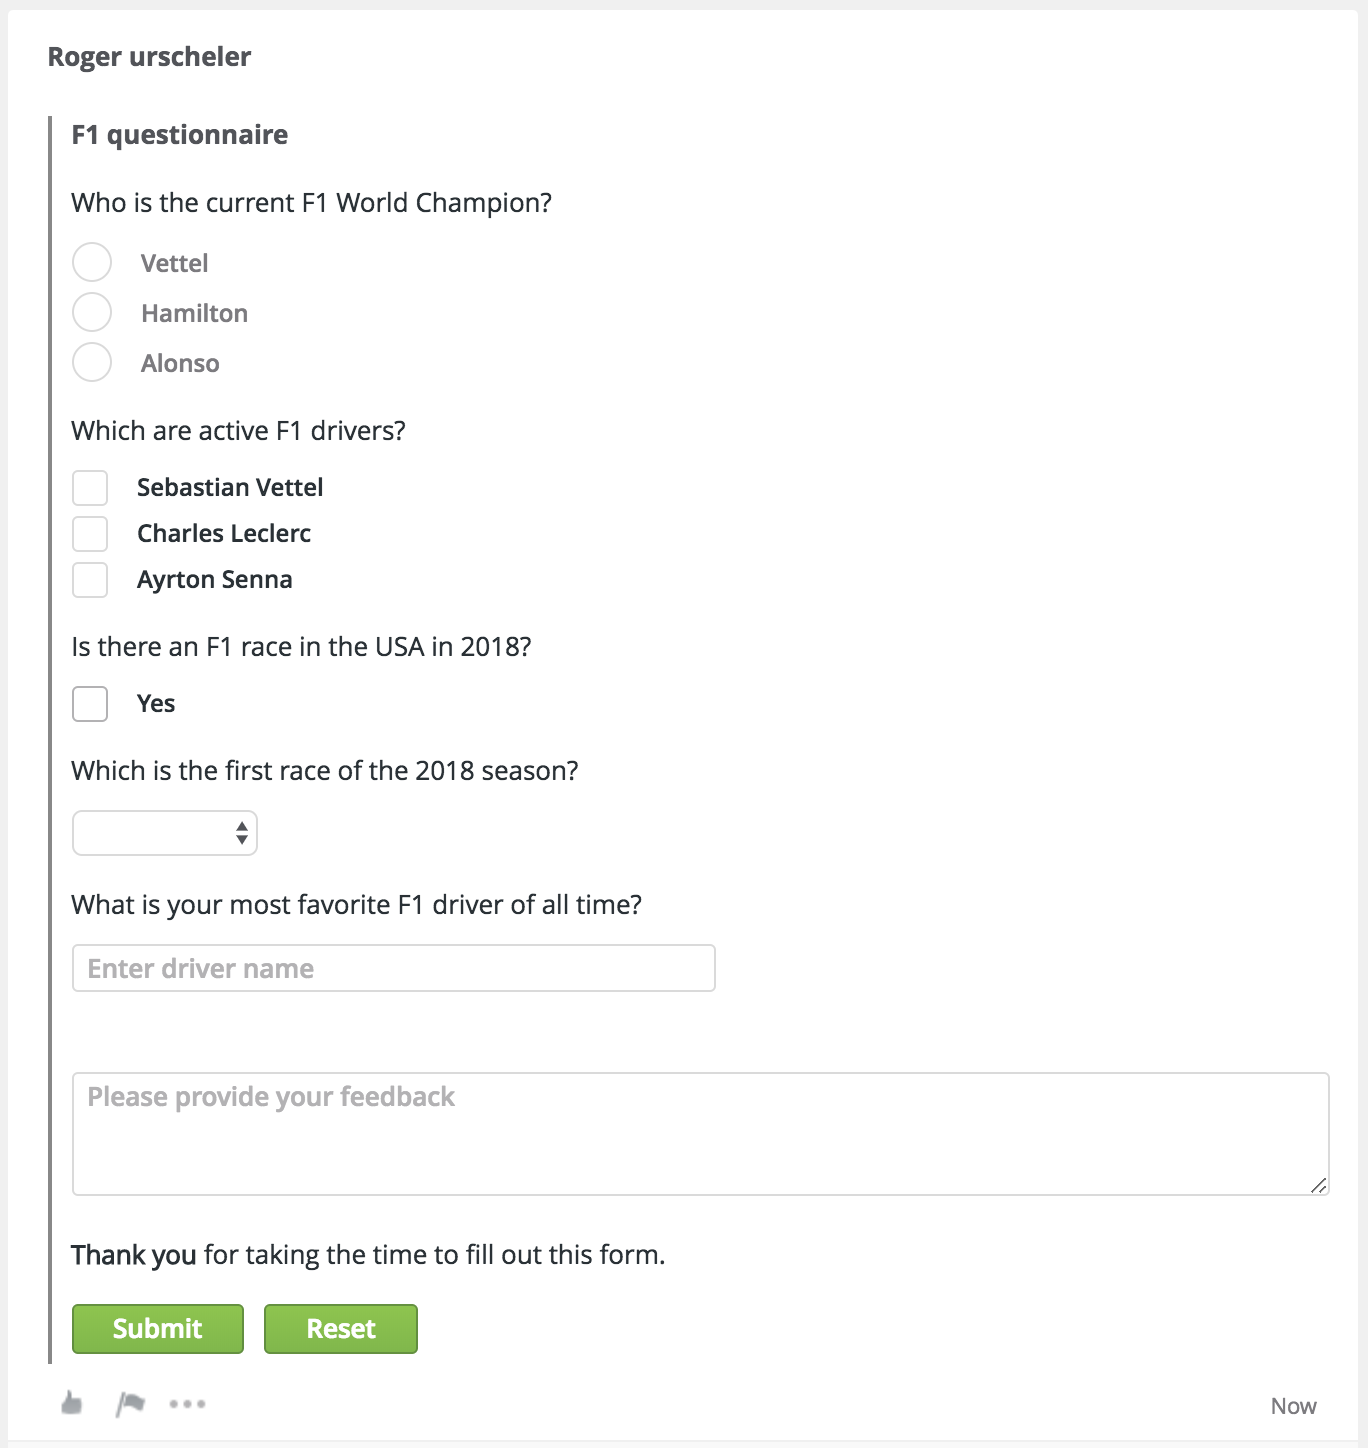 Roger urscheler
F1 questionnaire
Who is the current F1 World Champion?
Vettel
Hamilton
Alonso
Which are active F1 drivers?
Sebastian Vettel
Charles Leclerc
Ayrton Senna
Is there an F1 race in the USA in 2018?
Yes
Which is the first race of the 2018 season?
What is your most favorite F1 driver of all time?
Enter driver name
Please provide your feedback
Thank you for taking the time to fill out this form.
Submit Reset
Now